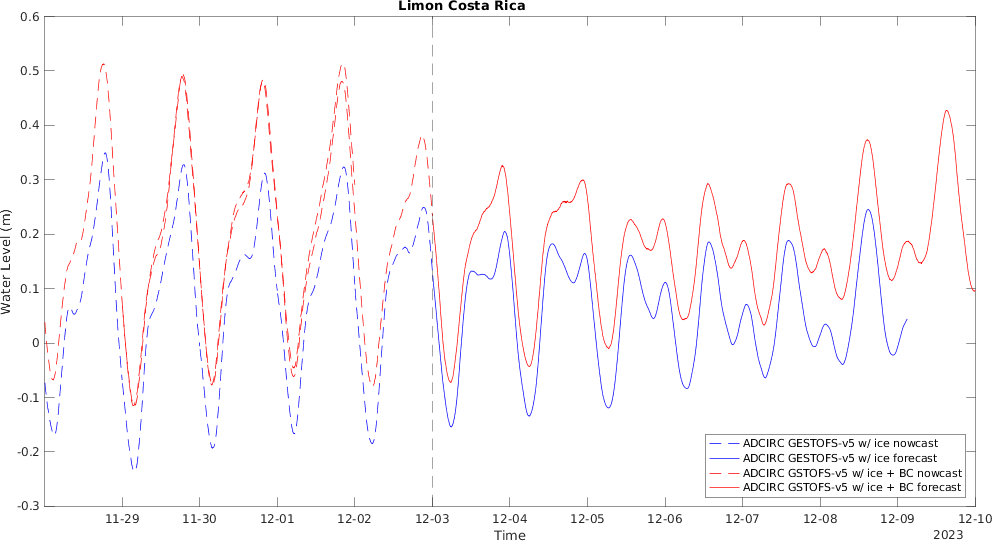 Limon Costa Rica
0.6
0.5
0.4
0.3
0.2
0.1
0
-0.1
-0.2
-0.3
Water Level (m)
ADCIRC GESTOFS-v5 w/ ice nowcast
ADCIRC GESTOFS-v5 w/ ice forecast
ADCIRC GSTOFS-v5 w/ ice + BC nowcast
ADCIRC GSTOFS-v5 w/ ice + BC forecast
11-29 11-30 12-01 12-02 12-03 12-04 12-05 12-06 12-07 12-08 12-09 12-10
Time
2023